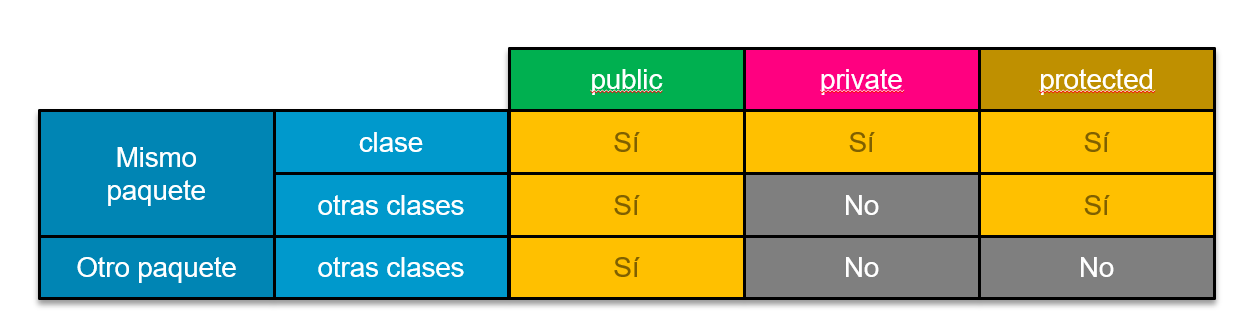 public private protected
Mismo
paquete
clase Sí Sí Sí
otras clases Sí No Sí
Otro paquete otras clases Sí No No